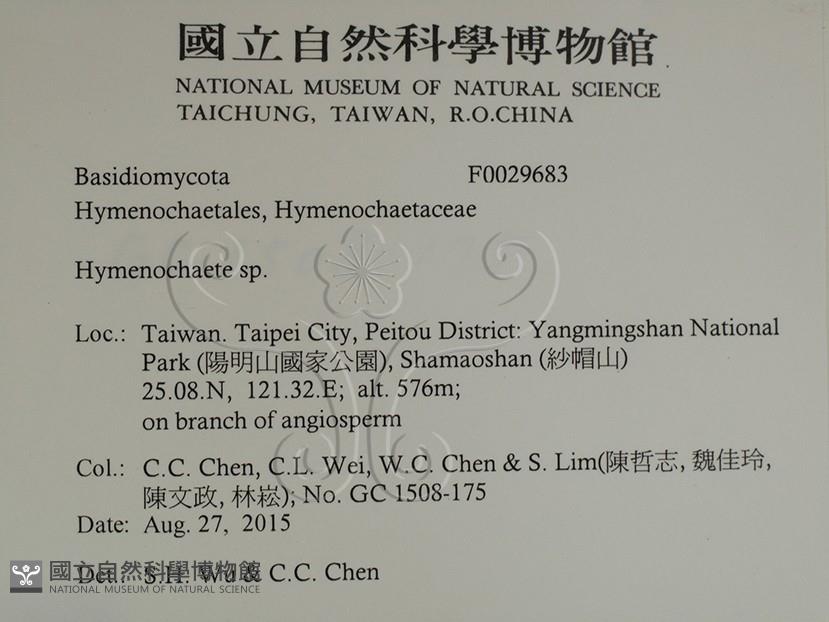 國立自然科學博物館
NATIONAL MUSEUM OF NATURAL SCIENCE
TAICHUNG, TAIWAN, R.O.CHINA
Basidiomycota F0029683
Hymenochaetales, Hymenochaetaceae
Hymenochaete sp.
Loc.: Taiwan. Taipei City, Peitou District: Yangmingshan National
Park (陽明山國家公園), Shamaoshan (紗帽山)
25.08.N, 121.32.E; alt. 576m;
on branch of angiosperm
Col.: C.C. Chen, C.L. Wei, W.C. Chen & S. Lim(陳哲志, 魏佳玲,
陳文政, 林崧); No. GC 1508-175
Date: Aug. 27, 2015
Det.: S.H. Wu & C.C. Chen
國立自然科學博物館
NATIONAL MUSEUM OF NATURAL SCIENCE